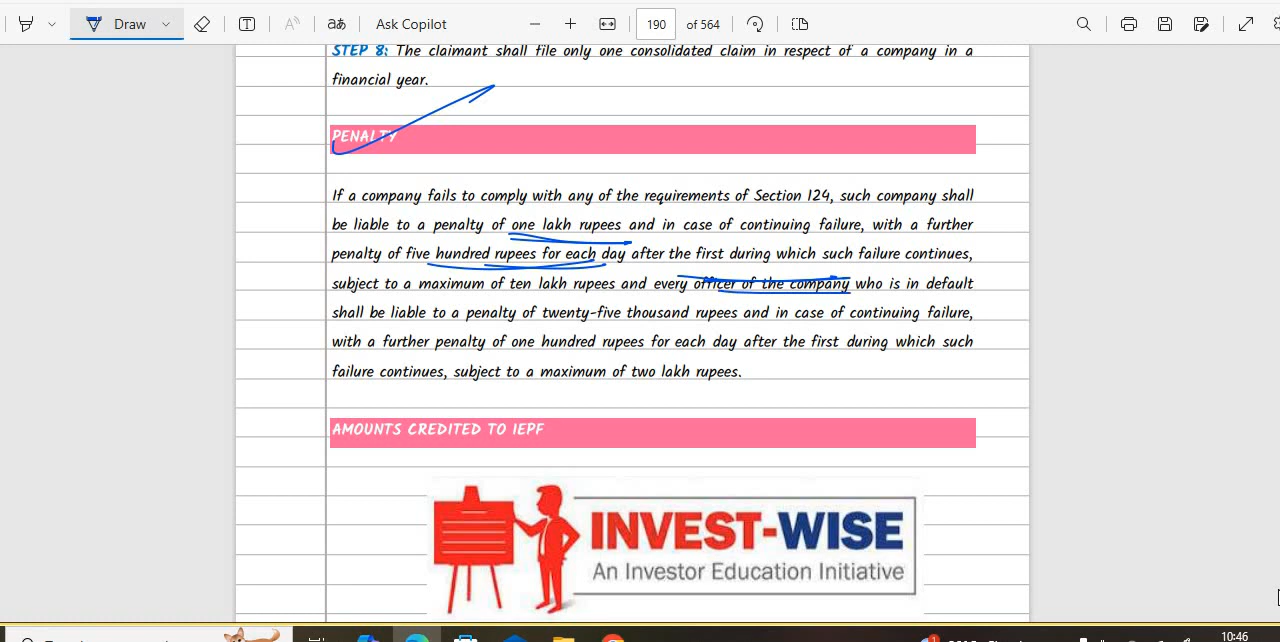 Draw
Ask Copilot
190 of 564
STEP 8: The claimant shall file only one consolidated claim in respect of a company in a
financial year.
PENALTY
If a company fails to comply with any of the requirements of Section 124, such company shall
be liable to a penalty of one lakh rupees and in case of continuing failure, with a further
penalty of five hundred rupees for each day after the first during which such failure continues,
subject to a maximum of ten lakh rupees and every officer of the company who is in default
shall be liable to a penalty of twenty-five thousand rupees and in case of continuing failure,
with a further penalty of one hundred rupees for each day after the first during which such
failure continues, subject to a maximum of two lakh rupees.
AMOUNTS CREDITED TO IEPF
INVEST-WISE
An Investor Education Initiative
10:46